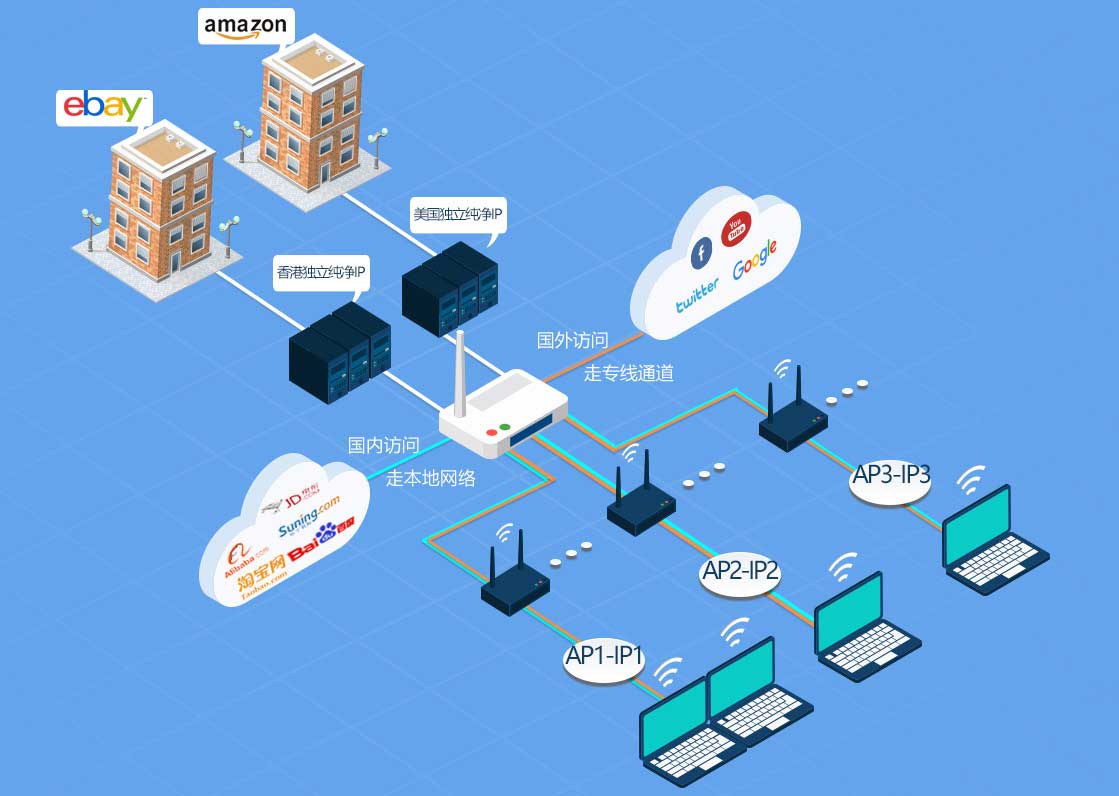 amazon
ebay
美国独立纯净IP
香港独立纯净IP
You
Tube
f
Google
twitter
国外访问
走专线通道
国内访问
走本地网络
京东
JD.COM
Suning.com
Alibaba.com
Bai 百度
淘宝网
Taobao.com
AP3-IP3
AP2-IP2
AP1-IP1